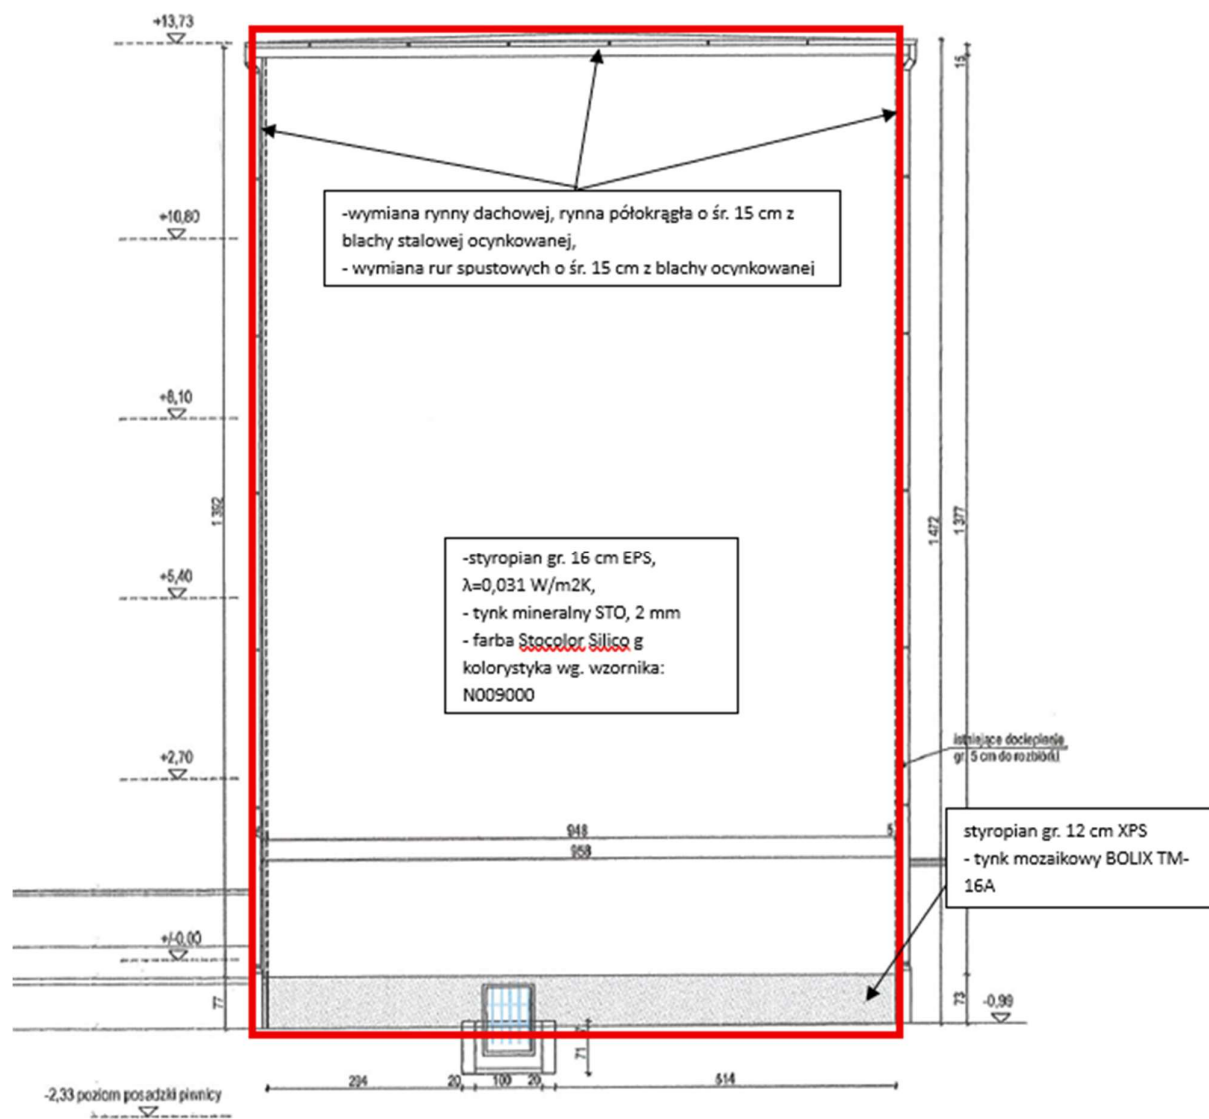 +13,73
15
-wymiana rynny dachowej, rynna półokrągła o śr. 15 cm z
blachy stalowej ocynkowanej,
- wymiana rur spustowych o śr. 15 cm z blachy ocynkowanej
+10,80
+8,10
1 392
1 472
1 377
-styropian gr. 16 cm EPS,
λ=0,031 W/m2K,
- tynk mineralny STO, 2 mm
- farba Stocolor Silico g
kolorystyka wg. wzornika:
N009000
+5,40
+2,70
istniejące docieplenie
gr. 5 cm do rozbiórki
948
5
958
styropian gr. 12 cm XPS
- tynk mozaikowy BOLIX TM-
16A
+/-0,00
77
73
-0,99
71
294
20
100
20
514
-2,33 poziom posadzki piwnicy